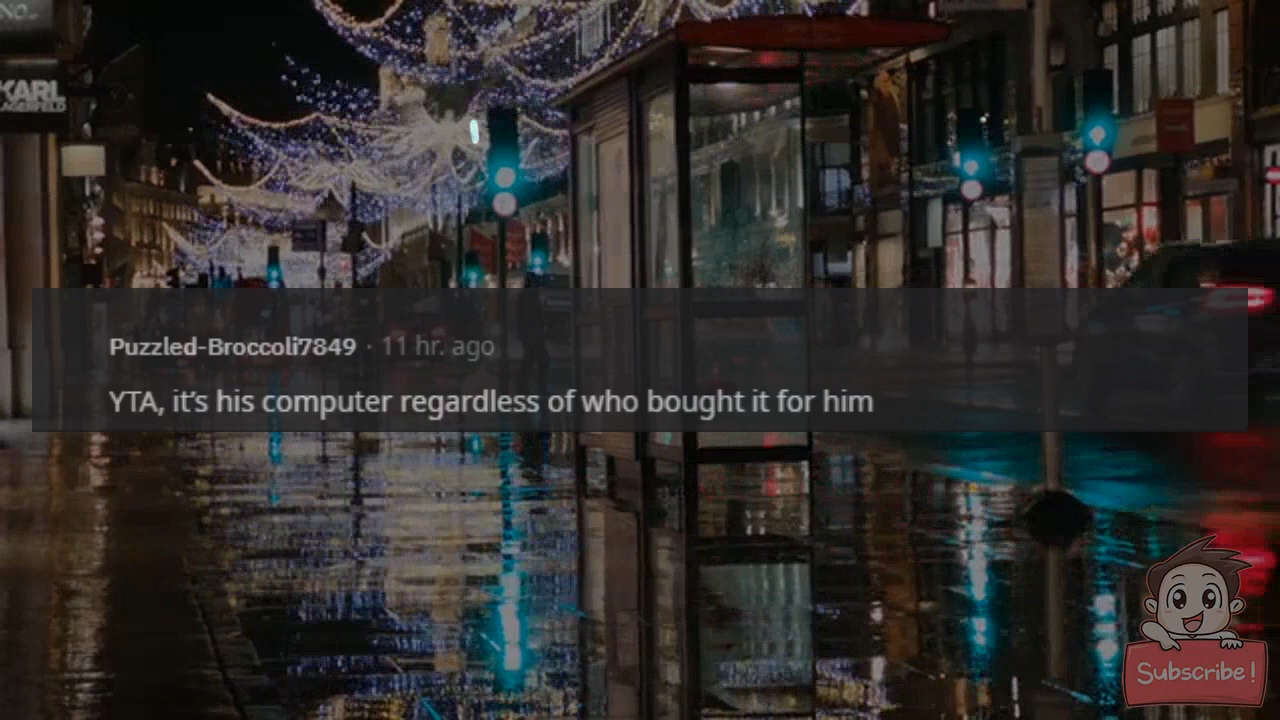 NO..
KARL
LAGERFELD
Puzzled-Broccoli7849 · 11 hr. ago
YTA, it's his computer regardless of who bought it for him
Subscribe!